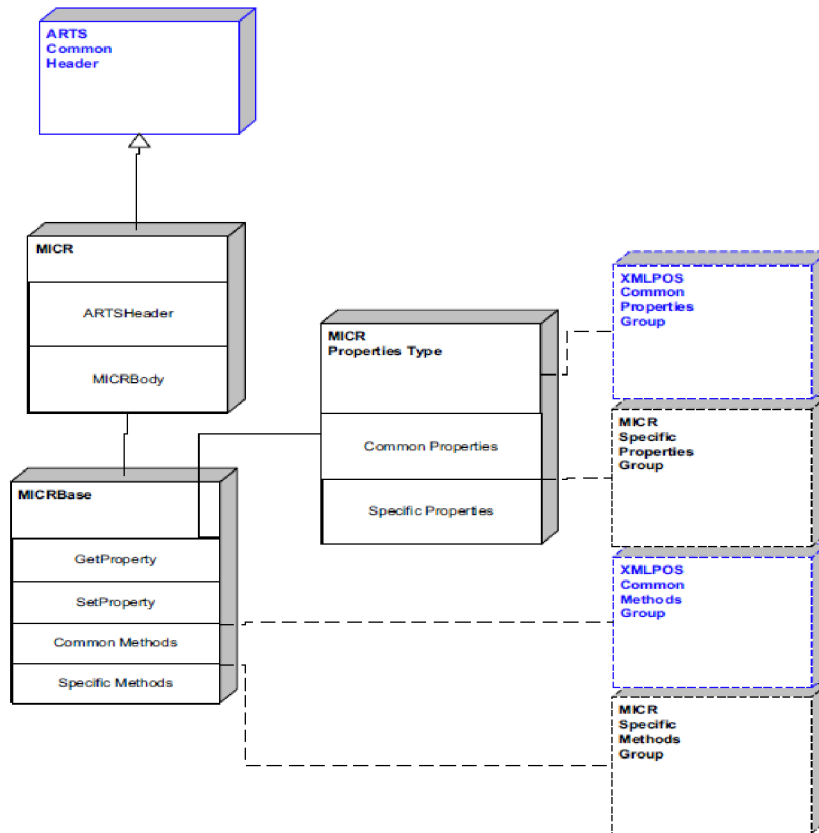 ARTS
Common
Header
MICR
ARTSHeader
MICRBody
MICR
Properties Type
Common Properties
Specific Properties
MICRBase
GetProperty
SetProperty
Common Methods
Specific Methods
XMLPOS
Common
Properties
Group
MICR
Specific
Properties
Group
XMLPOS
Common
Methods
Group
MICR
Specific
Methods
Group